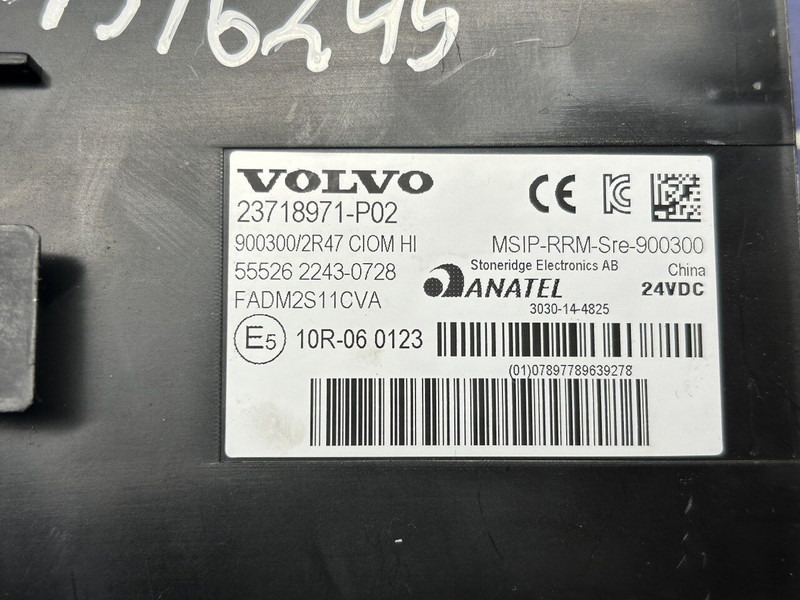 VOLVO
23718971-P02
900300/2R47 CIOM HI
55526 2243-0728
FADM2S11CVA
E5 10R-06 0123
CE
MSIP-RRM-Sre-900300
Stoneridge Electronics AB
China
ANATEL
24VDC
3030-14-4825
(01)07897789639278